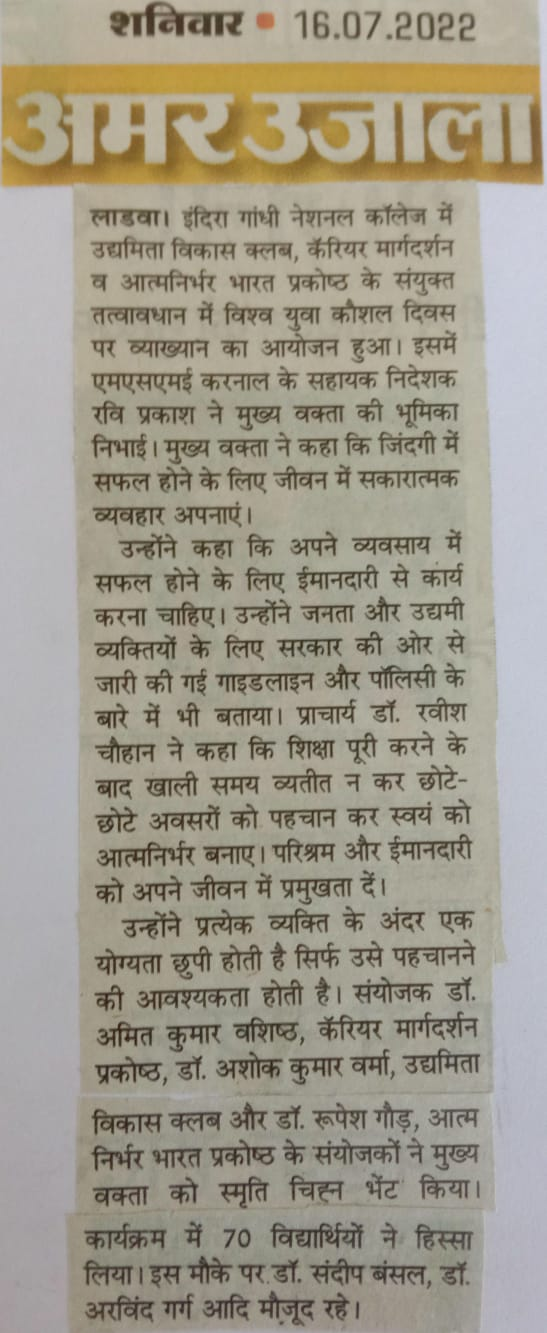 शनिवार • 16.07.2022
अमर उजाला
लाडवा। इंदिरा गांधी नेशनल कॉलेज में
उद्यमिता विकास क्लब, कॅरियर मार्गदर्शन
व आत्मनिर्भर भारत प्रकोष्ठ के संयुक्त
तत्वावधान में विश्व युवा कौशल दिवस
पर व्याख्यान का आयोजन हुआ। इसमें
एमएसएमई करनाल के सहायक निदेशक
रवि प्रकाश ने मुख्य वक्ता की भूमिका
निभाई। मुख्य वक्ता ने कहा कि जिंदगी में
सफल होने के लिए जीवन में सकारात्मक
व्यवहार अपनाएं।
उन्होंने कहा कि अपने व्यवसाय में
सफल होने के लिए ईमानदारी से कार्य
करना चाहिए। उन्होंने जनता और उद्यमी
व्यक्तियों के लिए सरकार की ओर से
जारी की गई गाइडलाइन और पॉलिसी के
बारे में भी बताया। प्राचार्य डॉ. रवीश
चौहान ने कहा कि शिक्षा पूरी करने के
बाद खाली समय व्यतीत न कर छोटे-
छोटे अवसरों को पहचान कर स्वयं को
आत्मनिर्भर बनाए। परिश्रम और ईमानदारी
को अपने जीवन में प्रमुखता दें।
उन्होंने प्रत्येक व्यक्ति के अंदर एक
योग्यता छुपी होती है सिर्फ उसे पहचानने
की आवश्यकता होती है। संयोजक डॉ.
अमित कुमार वशिष्ठ, कॅरियर मार्गदर्शन
प्रकोष्ठ, डॉ. अशोक कुमार वर्मा, उद्यमिता
विकास क्लब और डॉ. रूपेश गौड़, आत्म
निर्भर भारत प्रकोष्ठ के संयोजकों ने मुख्य
वक्ता को स्मृति चिह्न भेंट किया।
कार्यक्रम में 70 विद्यार्थियों ने हिस्सा
लिया। इस मौके पर डॉ. संदीप बंसल, डॉ.
अरविंद गर्ग आदि मौजूद रहे।